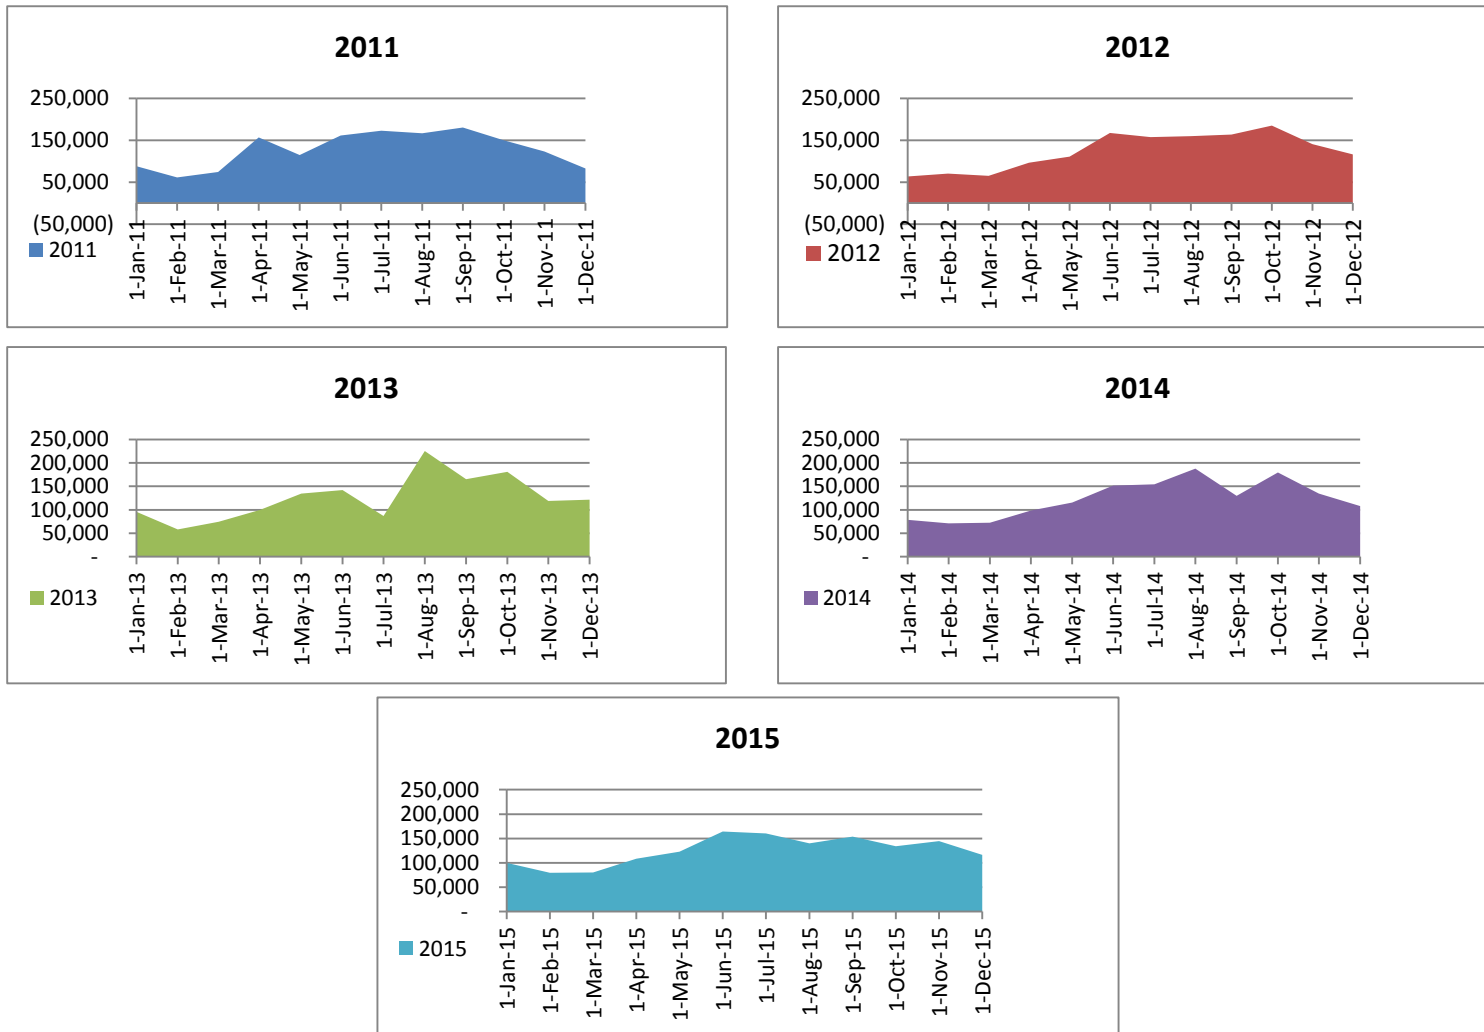 2011
250,000
150,000
50,000
(50,000)
1-Jan-11
1-Feb-11
1-Mar-11
1-Apr-11
1-May-11
1-Jun-11
1-Jul-11
1-Aug-11
1-Sep-11
1-Oct-11
1-Nov-11
1-Dec-11
2011
2012
250,000
150,000
50,000
(50,000)
1-Jan-12
1-Feb-12
1-Mar-12
1-Apr-12
1-May-12
1-Jun-12
1-Jul-12
1-Aug-12
1-Sep-12
1-Oct-12
1-Nov-12
1-Dec-12
2012
2013
250,000
200,000
150,000
100,000
50,000
-
1-Jan-13
1-Feb-13
1-Mar-13
1-Apr-13
1-May-13
1-Jun-13
1-Jul-13
1-Aug-13
1-Sep-13
1-Oct-13
1-Nov-13
1-Dec-13
2013
2014
250,000
200,000
150,000
100,000
50,000
-
1-Jan-14
1-Feb-14
1-Mar-14
1-Apr-14
1-May-14
1-Jun-14
1-Jul-14
1-Aug-14
1-Sep-14
1-Oct-14
1-Nov-14
1-Dec-14
2014
2015
250,000
200,000
150,000
100,000
50,000
-
1-Jan-15
1-Feb-15
1-Mar-15
1-Apr-15
1-May-15
1-Jun-15
1-Jul-15
1-Aug-15
1-Sep-15
1-Oct-15
1-Nov-15
1-Dec-15
2015